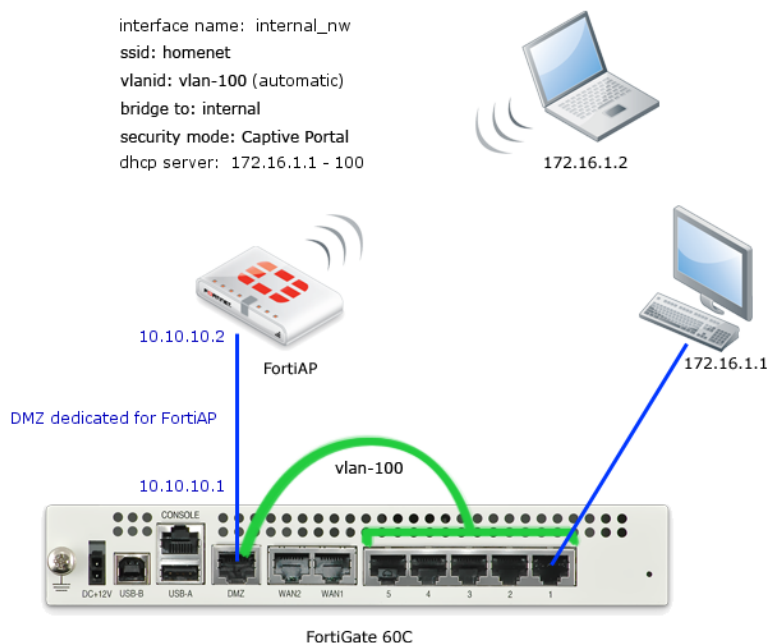 interface name: internal_nw
ssid: homenet
vlanid: vlan-100 (automatic)
bridge to: internal
security mode: Captive Portal
dhcp server: 172.16.1.1 - 100
172.16.1.2
10.10.10.2
FORTINET
FortiAP
172.16.1.1
DMZ dedicated for FortiAP
vlan-100
10.10.10.1
CONSOLE
DC+12V USB-B USB-A DMZ WAN2 WAN1 5 4 3 2 1
FortiGate 60C